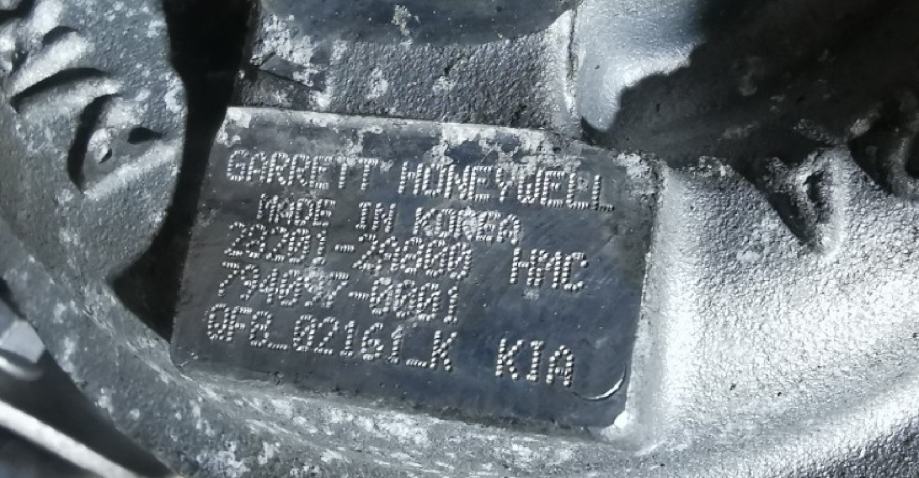 GARRETT HONEYWELL
MADE IN KOREA
28201-2A800 HMC
794097-0001
0F8_02161_K KIA